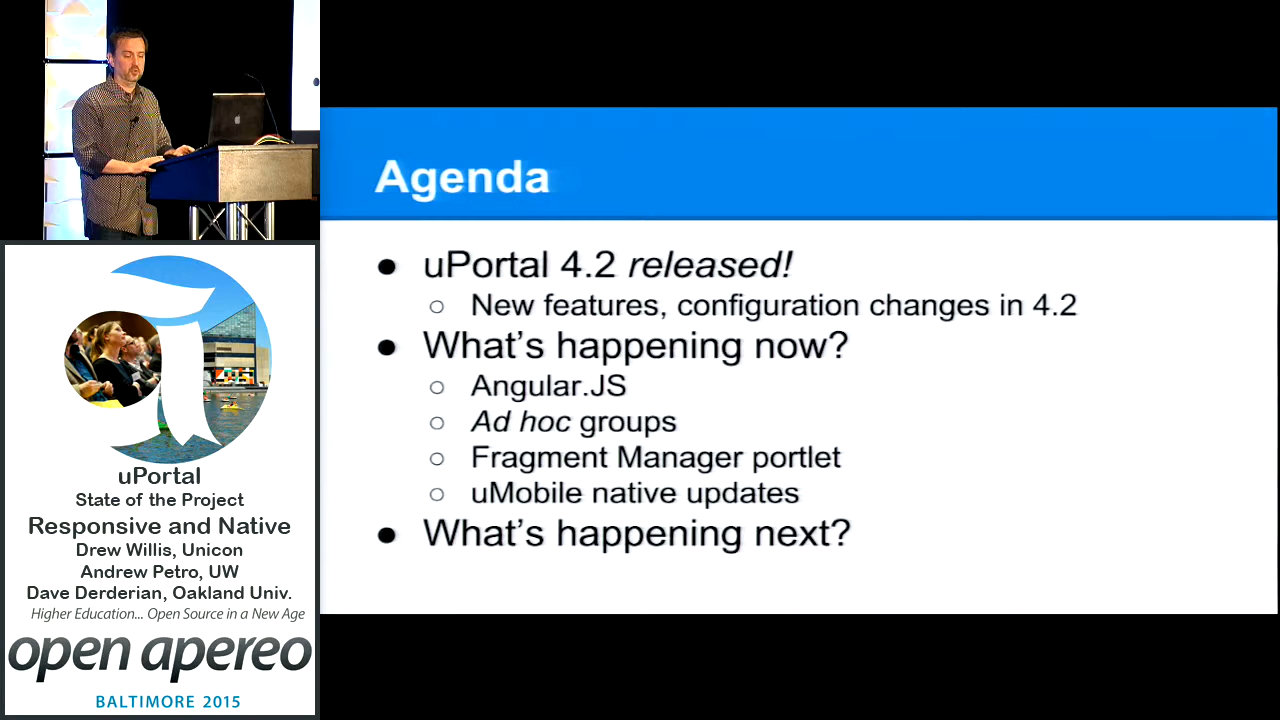 Agenda
● uPortal 4.2 released!
○ New features, configuration changes in 4.2
● What's happening now?
○ Angular.JS
○ Ad hoc groups
○ Fragment Manager portlet
○ uMobile native updates
● What's happening next?
uPortal
State of the Project
Responsive and Native
Drew Willis, Unicon
Andrew Petro, UW
Dave Derderian, Oakland Univ.
Higher Education... Open Source in a New Age
open apereo
BALTIMORE 2015